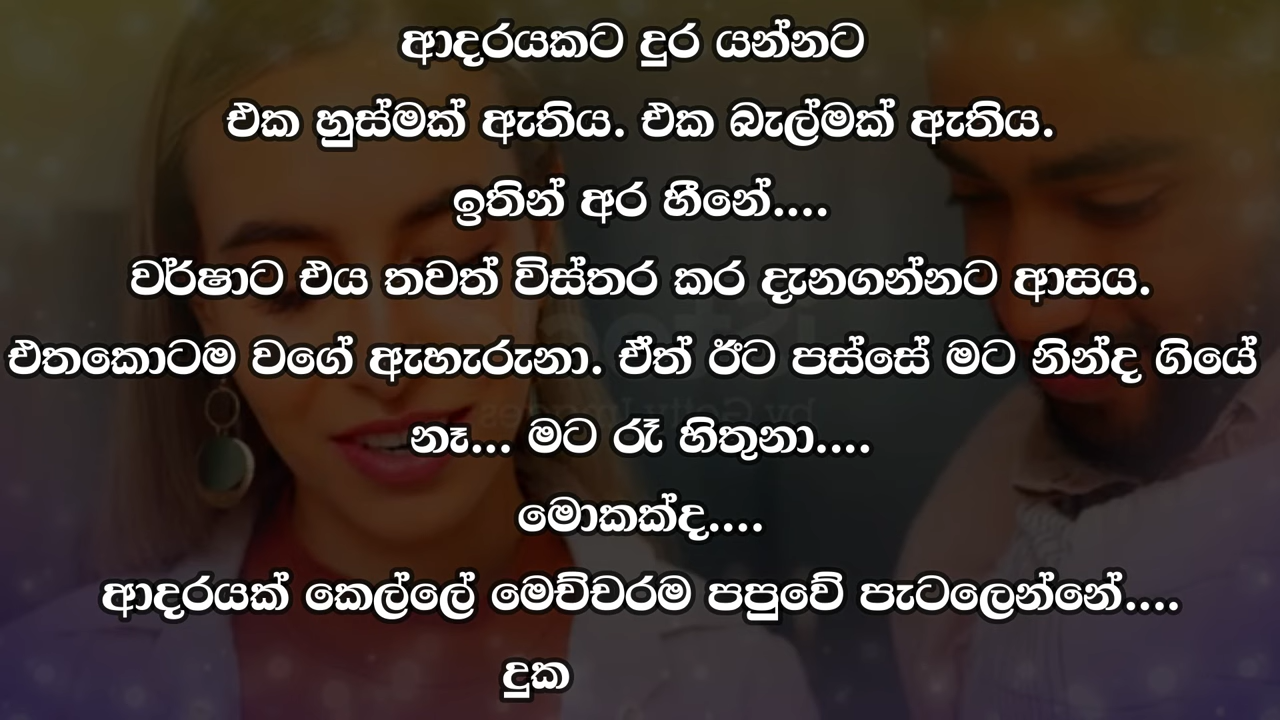 ආදරයකට දුර යන්නට
එක හුස්මක් ඇතිය. එක බැල්මක් ඇතිය.
ඉතින් අර හීනේ....
වර්ෂාට එය තවත් විස්තර කර දැනගන්නට ආසය.
එතකොටම වගේ ඇහැරුනා. ඒත් ඊට පස්සේ මට නින්ද ගියේ
නෑ... මට රෑ හිතුනා....
මොකක්ද....
ආදරයක් කෙල්ලේ මෙච්චරම පපුවේ පැටලෙන්නේ....
දුක